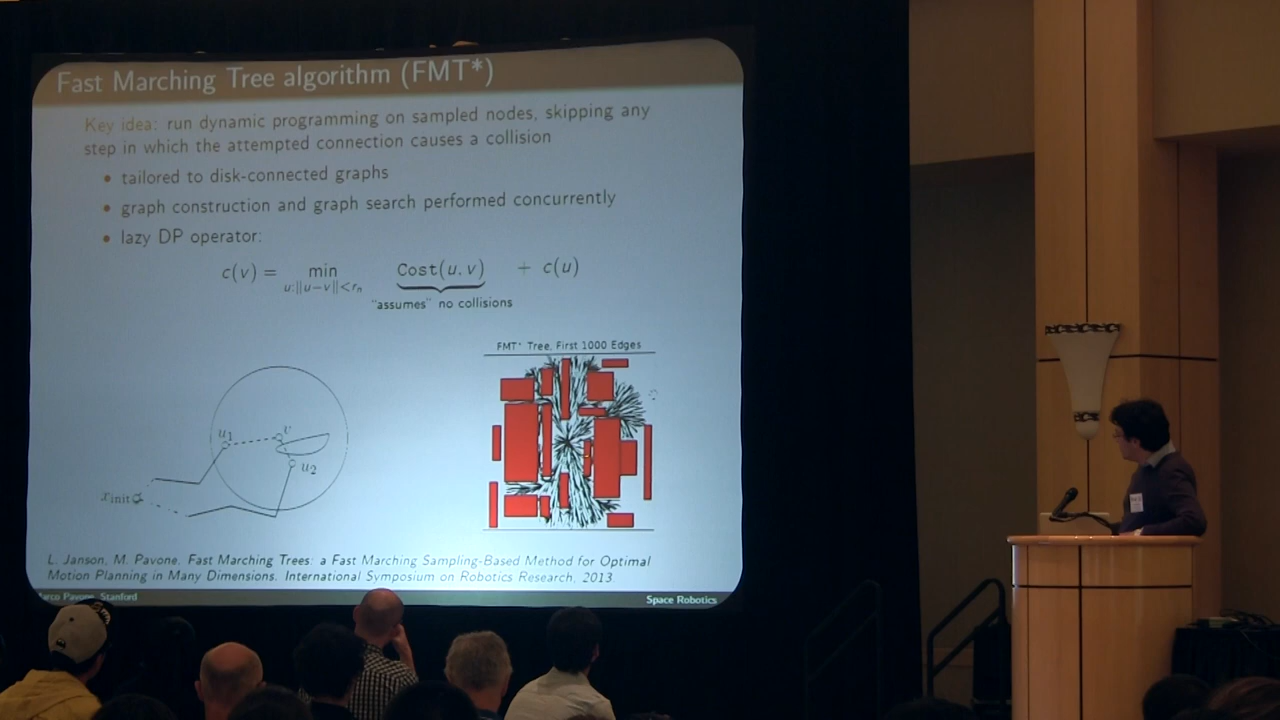 Fast Marching Tree algorithm (FMT*)
Key idea: run dynamic programming on sampled nodes, skipping any
step in which the attempted connection causes a collision
• tailored to disk-connected graphs
• graph construction and graph search performed concurrently
• lazy DP operator:
c(v) = min Cost(u, v) + c(u)
u:||u−v||<rₙ
"assumes" no collisions
FMT* Tree, First 1000 Edges
u₁
v
u₂
xinit
L. Janson, M. Pavone. Fast Marching Trees: a Fast Marching Sampling-Based Method for Optimal
Motion Planning in Many Dimensions. International Symposium on Robotics Research, 2013
Marco Pavone, Stanford
Space Robotics